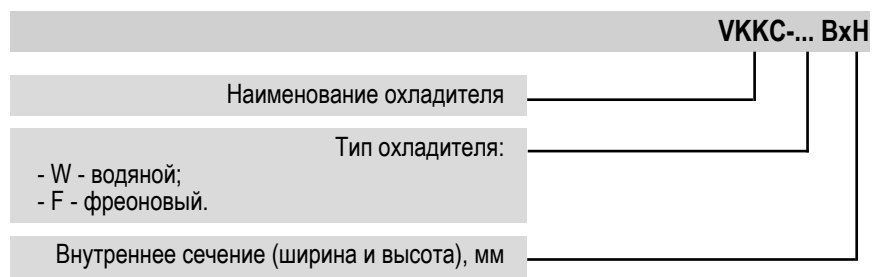 VKKC-... BxH
Наименование охладителя
Тип охладителя:
- W - водяной;
- F - фреоновый.
Внутреннее сечение (ширина и высота), мм